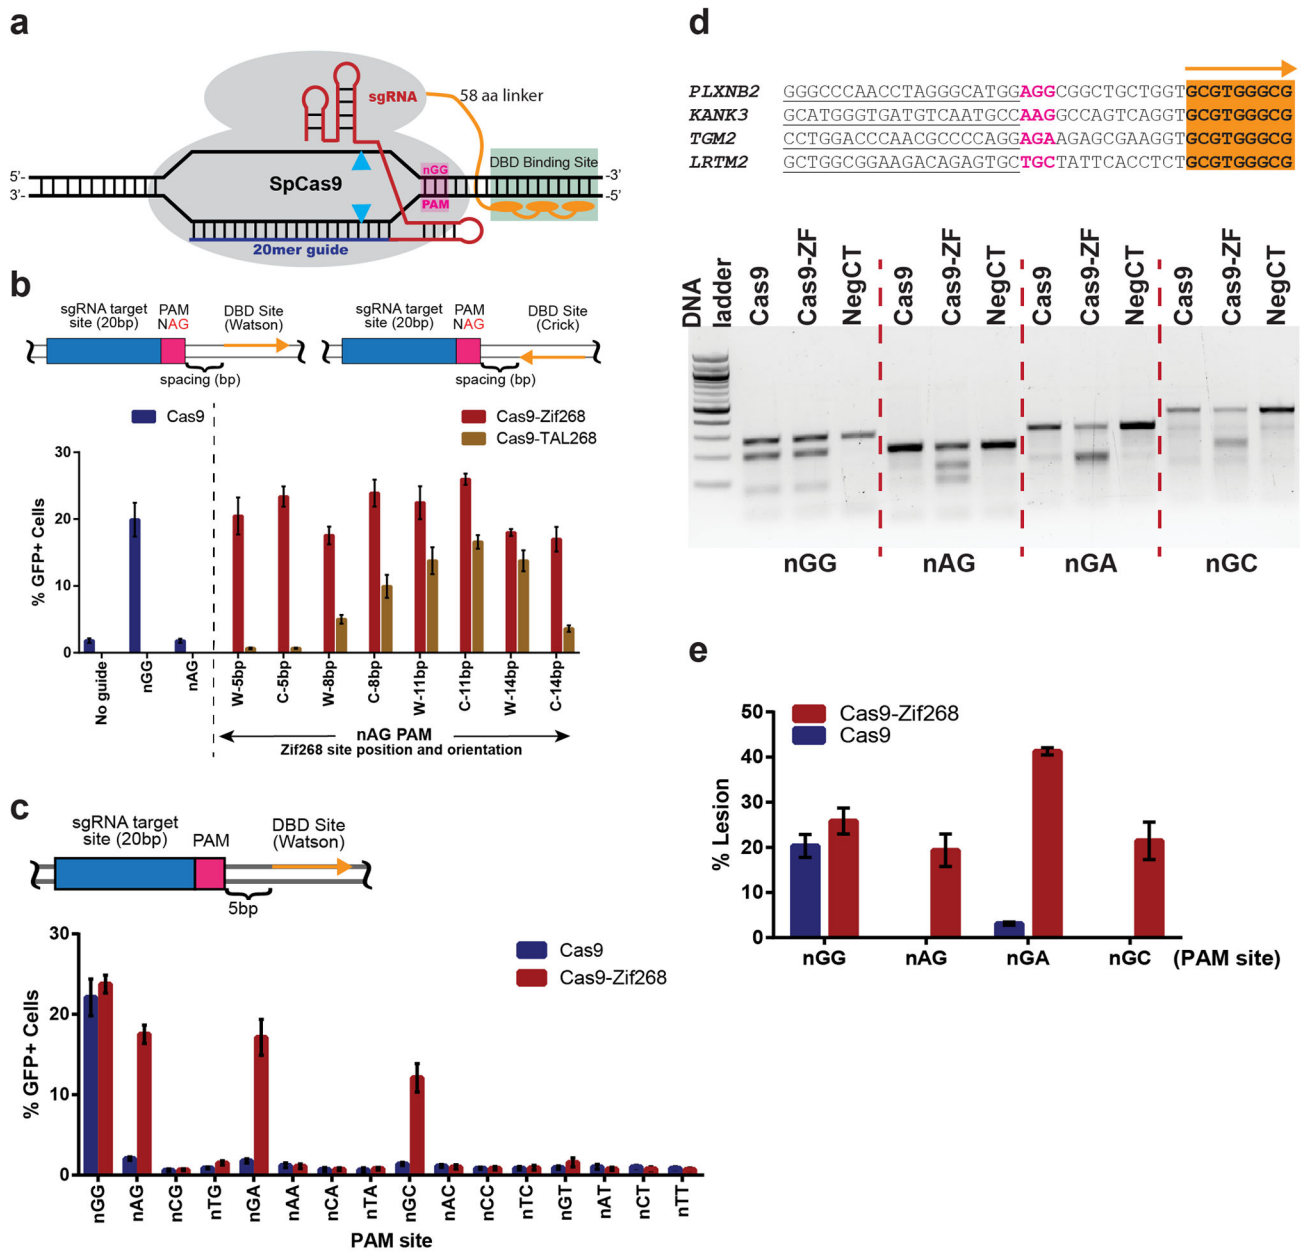 a
sgRNA
58 aa linker
DBD Binding Site
nGG
PAM
SpCas9
5'-
3'-
-3'
-5'
20mer guide
b
sgRNA target
site (20bp)
PAM
NAG
DBD Site
(Watson)
spacing (bp)
sgRNA target
site (20bp)
PAM
NAG
DBD Site
(Crick)
spacing (bp)
Cas9
Cas9-Zif268
Cas9-TAL268
% GFP+ Cells
30
20
10
0
No guide
nGG
nAG
W-5bp
C-5bp
W-8bp
C-8bp
W-11bp
C-11bp
W-14bp
C-14bp
nAG PAM
Zif268 site position and orientation
c
sgRNA target
site (20bp)
PAM
DBD Site
(Watson)
5bp
Cas9
Cas9-Zif268
% GFP+ Cells
30
20
10
0
nGG
nAG
nCG
nTG
nGA
nAA
nCA
nTA
nGC
nAC
nCC
nTC
nGT
nAT
nCT
nTT
PAM site
d
PLXNB2 GGGCCCAACCTAGGGCATGGAGGCGGCTGCTGGTGCGTGGGCG
KANK3 GCATGGGTGATGTCAATGCCAAGGCCAGTCAGGTGCGTGGGCG
TGM2 CCTGGACCCAACGCCCCAGGAGAAGAGCGAAGGTGCGTGGGCG
LRTM2 GCTGGCGGAAGACAGAGTGCTGCTATTCACCTCTGCGTGGGCG
DNA
ladder
Cas9
Cas9-ZF
NegCT
Cas9
Cas9-ZF
NegCT
Cas9
Cas9-ZF
NegCT
Cas9
Cas9-ZF
NegCT
nGG
nAG
nGA
nGC
e
Cas9-Zif268
Cas9
% Lesion
50
40
30
20
10
0
nGG
nAG
nGA
nGC
(PAM site)